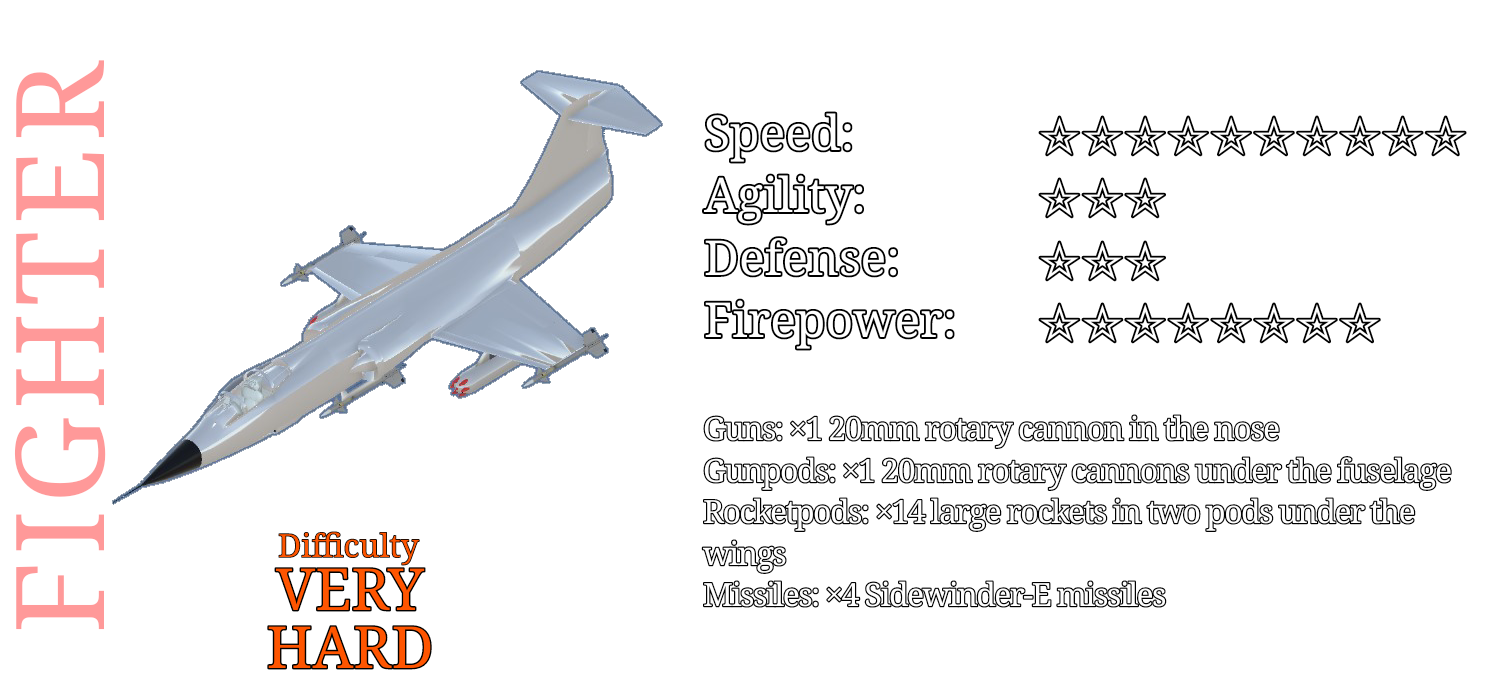 FIGHTER
Speed: ☆☆☆☆☆☆☆☆☆☆
Agility: ☆☆☆
Defense: ☆☆☆
Firepower: ☆☆☆☆☆☆☆☆
Guns: ×1 20mm rotary cannon in the nose
Gunpods: ×1 20mm rotary cannons under the fuselage
Rocketpods: ×14 large rockets in two pods under the
wings
Missiles: ×4 Sidewinder-E missiles
Difficulty
VERY
HARD